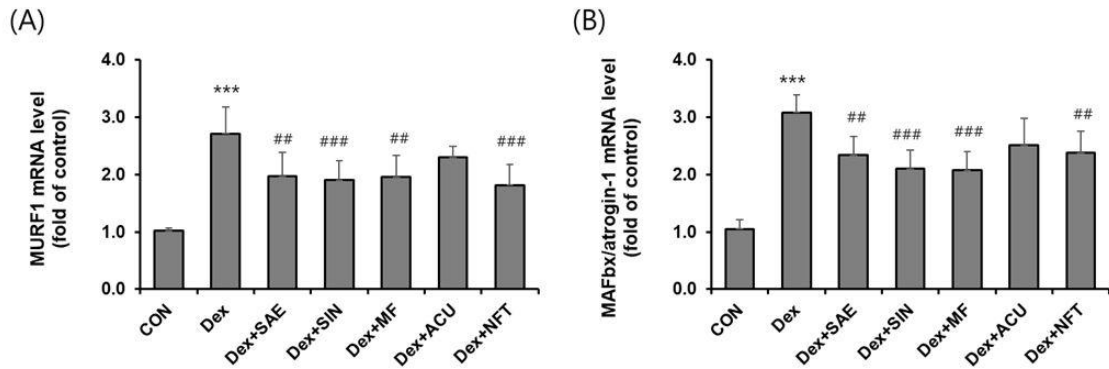 (A)
MURF1 mRNA level
(fold of control)
4.0
3.0
2.0
1.0
0.0
***
##
###
##
###
CON
Dex
Dex+SAE
Dex+SIN
Dex+MF
Dex+ACU
Dex+NFT
(B)
MAFbx/atrogin-1 mRNA level
(fold of control)
4.0
3.0
2.0
1.0
0.0
***
##
###
###
##
CON
Dex
Dex+SAE
Dex+SIN
Dex+MF
Dex+ACU
Dex+NFT